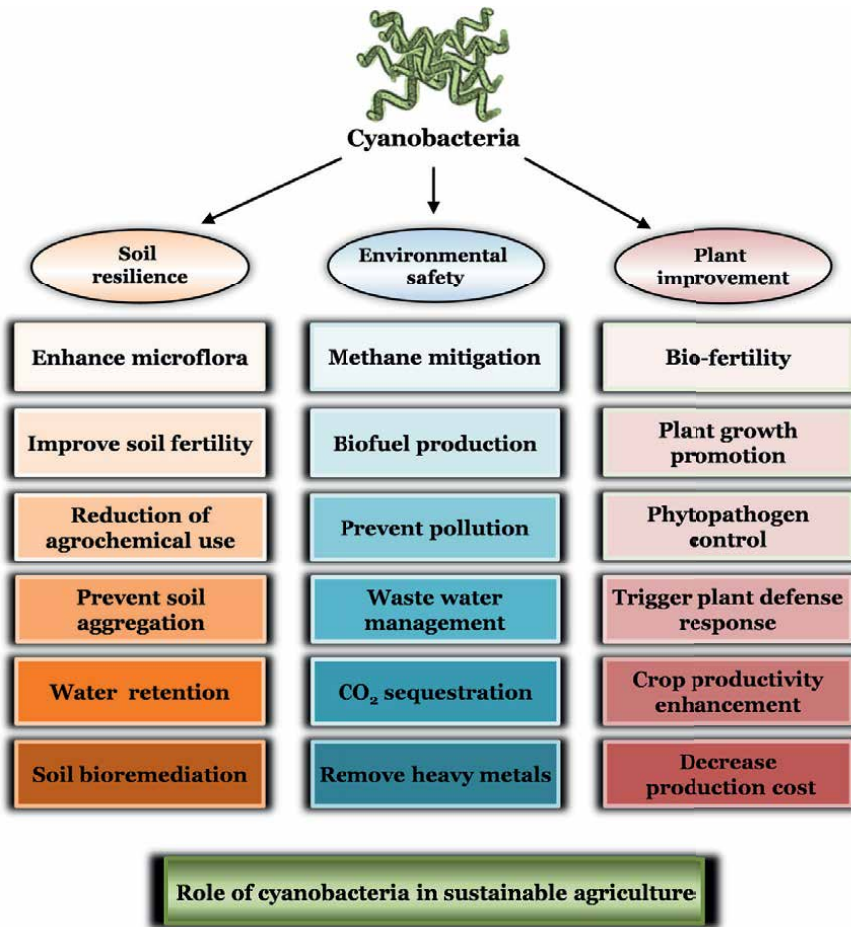 Cyanobacteria
Soil
resilience
Environmental
safety
Plant
improvement
Enhance microflora
Improve soil fertility
Reduction of
agrochemical use
Prevent soil
aggregation
Water retention
Soil bioremediation
Methane mitigation
Biofuel production
Prevent pollution
Waste water
management
CO₂ sequestration
Remove heavy metals
Bio-fertility
Plant growth
promotion
Phytopathogen
control
Trigger plant defense
response
Crop productivity
enhancement
Decrease
production cost
Role of cyanobacteria in sustainable agriculture